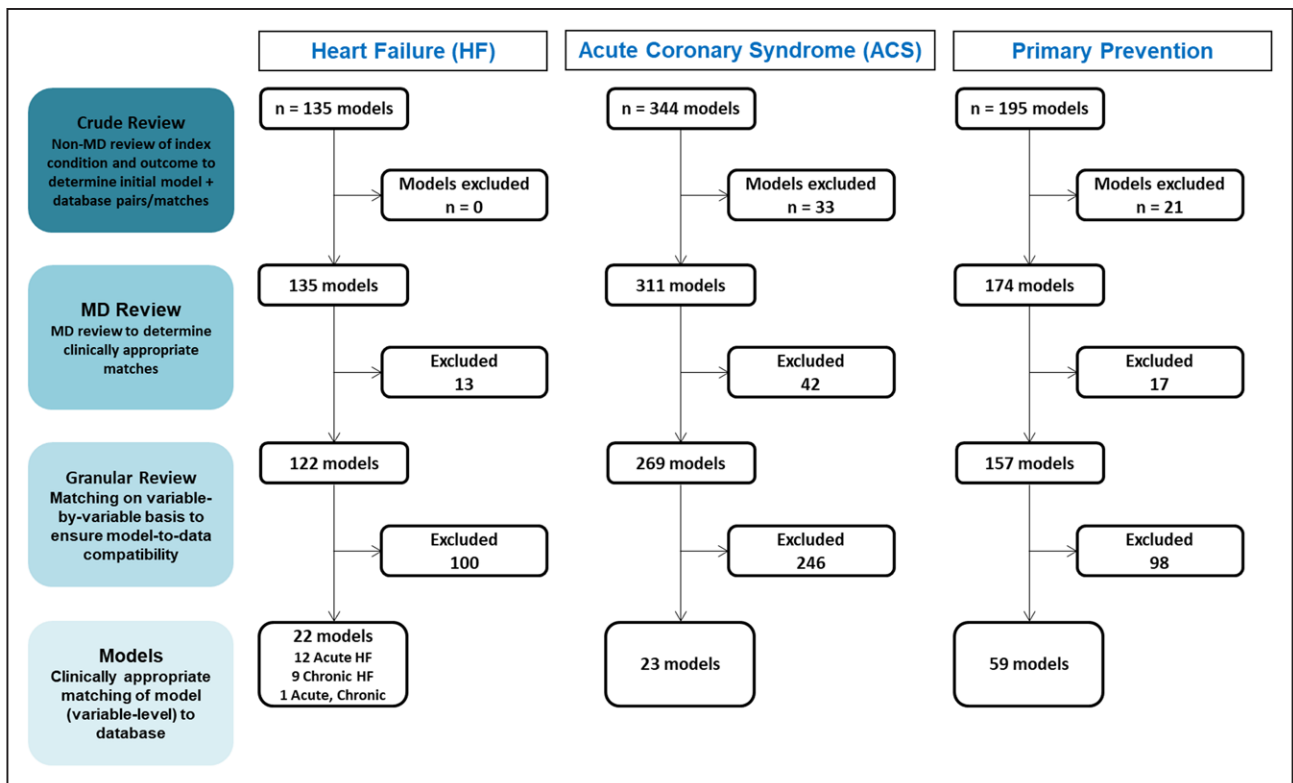 Heart Failure (HF)
Acute Coronary Syndrome (ACS)
Primary Prevention
Crude Review
Non-MD review of index
condition and outcome to
determine initial model +
database pairs/matches
n = 135 models
n = 344 models
n = 195 models
Models excluded
n = 0
Models excluded
n = 33
Models excluded
n = 21
MD Review
MD review to determine
clinically appropriate
matches
135 models
311 models
174 models
Excluded
13
Excluded
42
Excluded
17
Granular Review
Matching on variable-
by-variable basis to
ensure model-to-data
compatibility
122 models
269 models
157 models
Excluded
100
Excluded
246
Excluded
98
Models
Clinically appropriate
matching of model
(variable-level) to
database
22 models
12 Acute HF
9 Chronic HF
1 Acute, Chronic
23 models
59 models